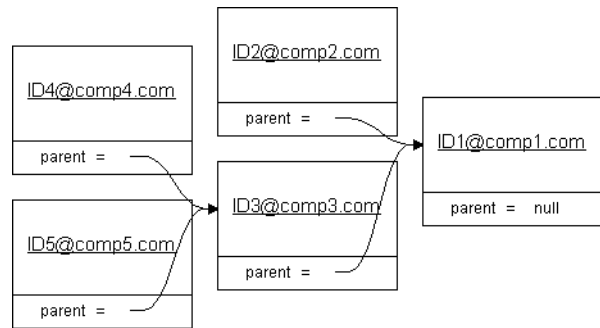 ID4@comp4.com
parent =
ID5@comp5.com
parent =
ID2@comp2.com
parent =
ID3@comp3.com
parent =
ID1@comp1.com
parent = null